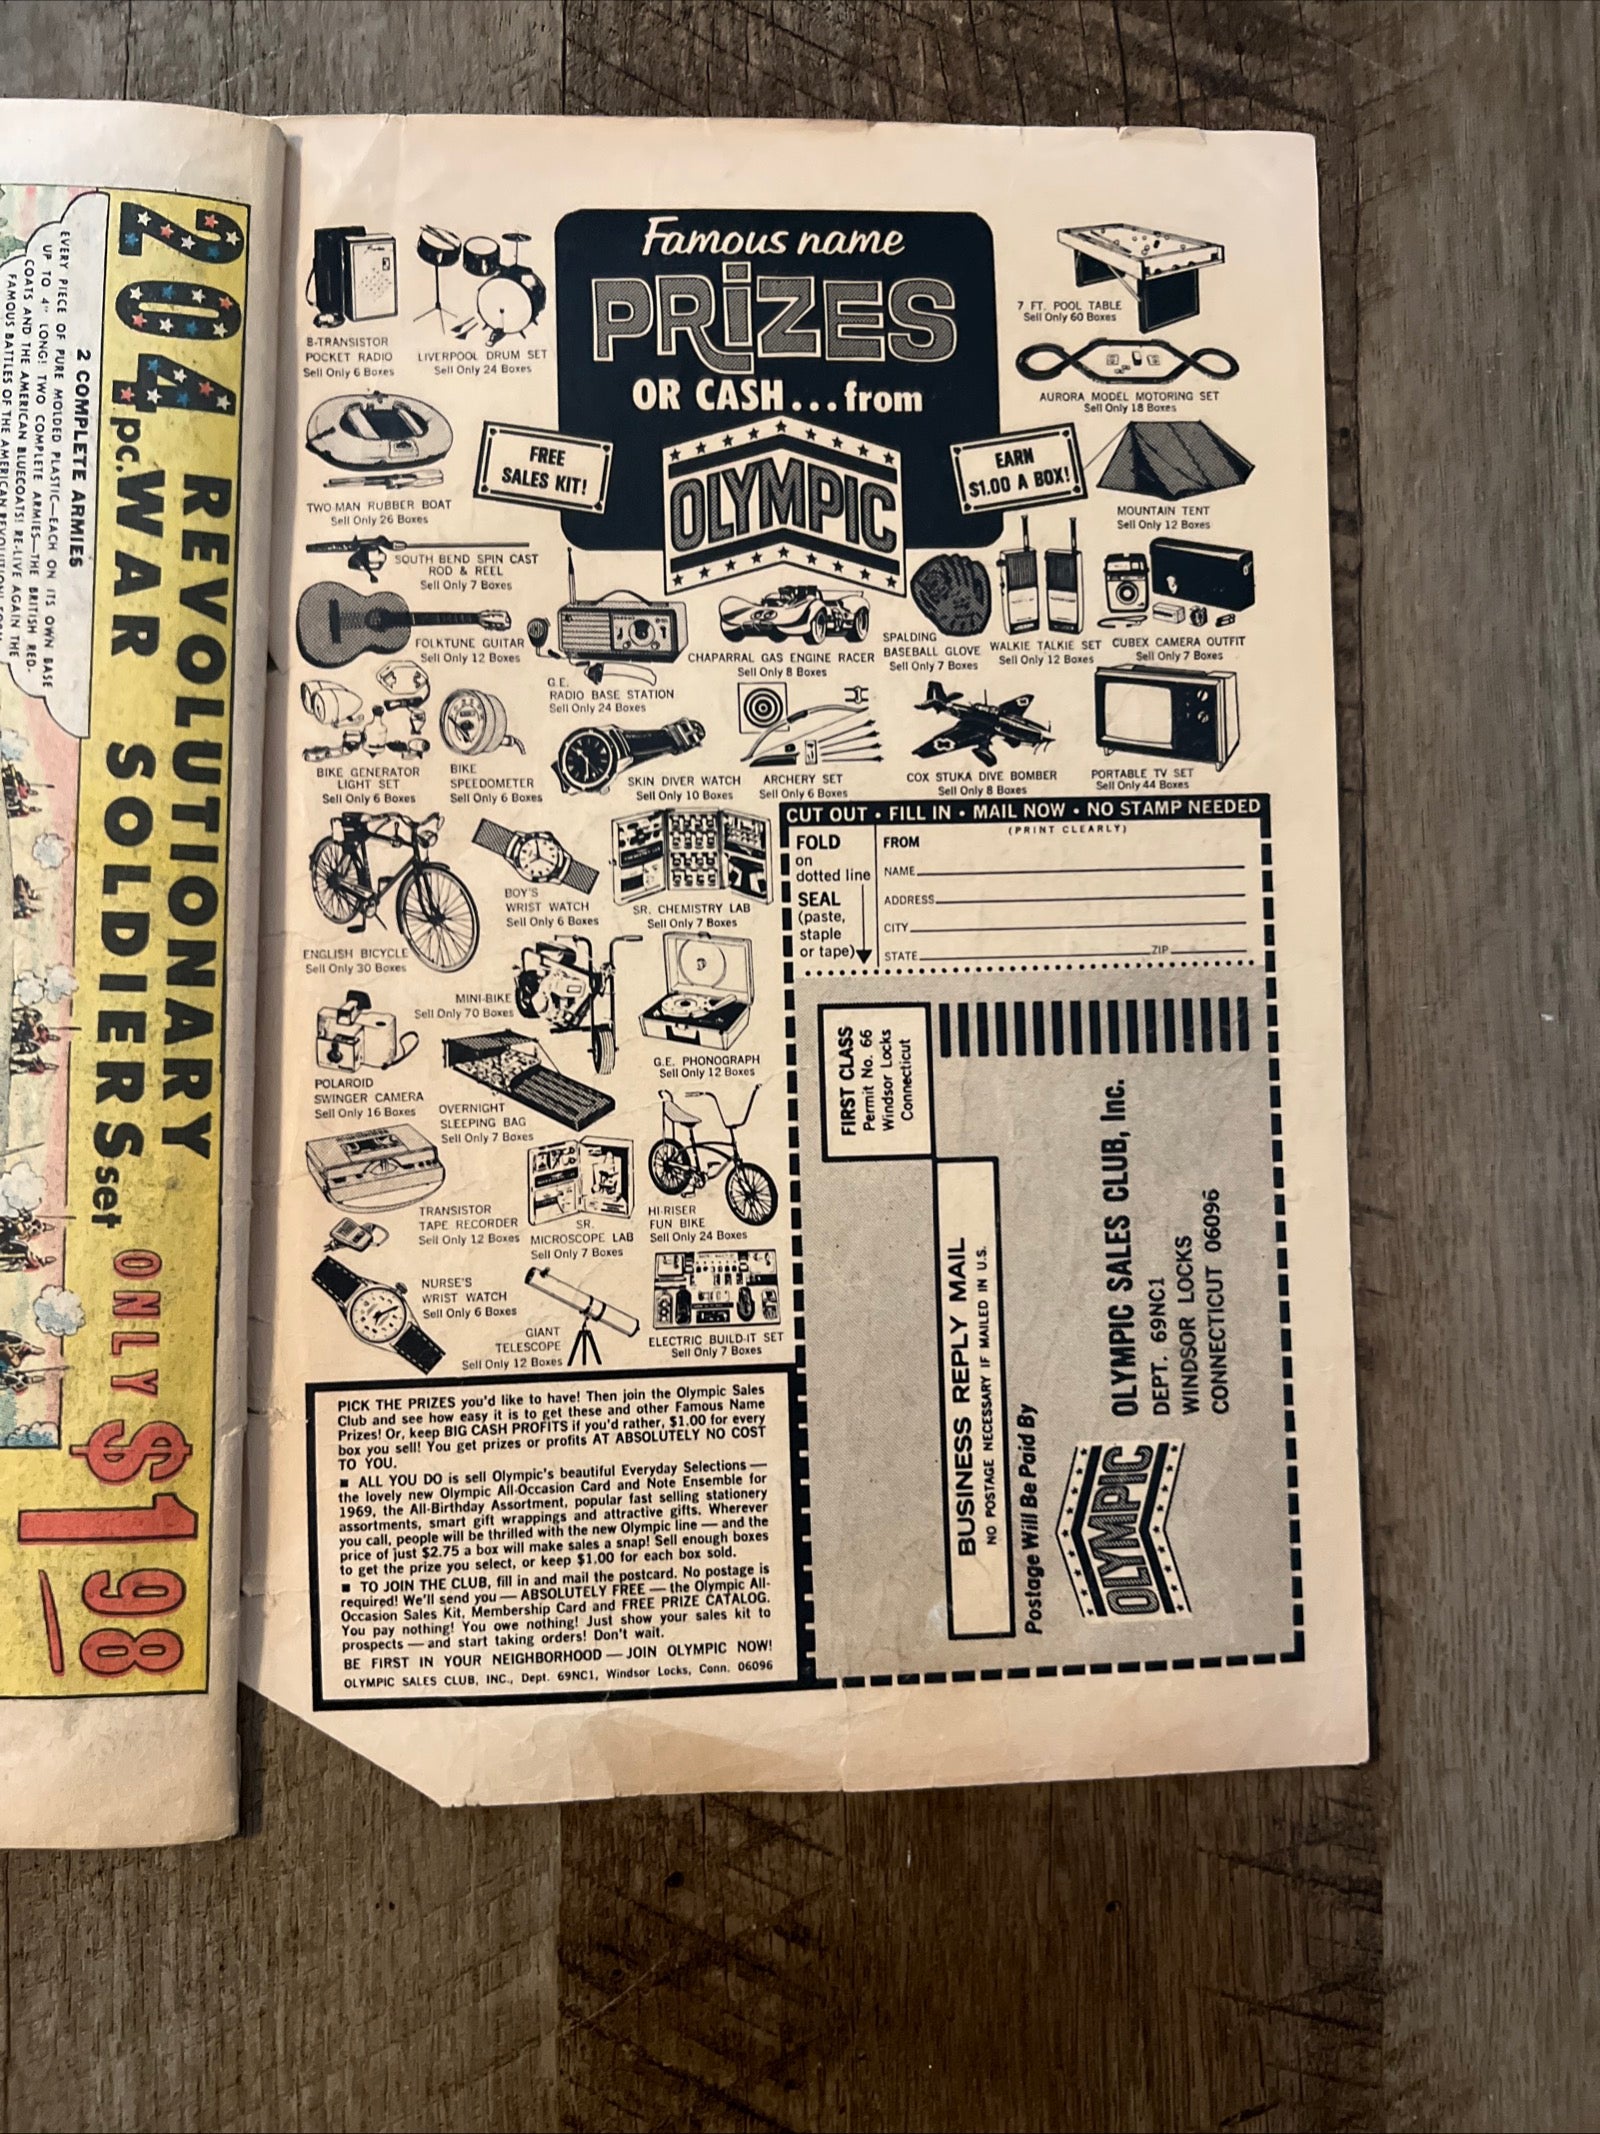 204 REVOLUTIONARY
pc. WAR SOLDIERS set ONLY $1 98
2 COMPLETE ARMIES
EVERY PIECE OF PURE MOLDED PLASTIC—EACH ON ITS OWN BASE
UP TO 4" LONG! TWO COMPLETE ARMIES—THE BRITISH RED-
COATS AND THE AMERICAN BLUECOATS! RE-LIVE AGAIN THE
FAMOUS BATTLES OF THE AMERICAN REVOLUTION!
Famous name
PRiZES
OR CASH...from
OLYMPIC
FREE
SALES KIT!
EARN
$1.00 A BOX!
8-TRANSISTOR
POCKET RADIO
Sell Only 6 Boxes
LIVERPOOL DRUM SET
Sell Only 24 Boxes
7 FT. POOL TABLE
Sell Only 60 Boxes
AURORA MODEL MOTORING SET
Sell Only 18 Boxes
TWO-MAN RUBBER BOAT
Sell Only 26 Boxes
MOUNTAIN TENT
Sell Only 12 Boxes
SOUTH BEND SPIN CAST
ROD & REEL
Sell Only 7 Boxes
FOLKTUNE GUITAR
Sell Only 12 Boxes
G.E.
RADIO BASE STATION
Sell Only 24 Boxes
CHAPARRAL GAS ENGINE RACER
Sell Only 8 Boxes
SPALDING
BASEBALL GLOVE
Sell Only 7 Boxes
WALKIE TALKIE SET
Sell Only 12 Boxes
CUBEX CAMERA OUTFIT
Sell Only 7 Boxes
BIKE GENERATOR
LIGHT SET
Sell Only 6 Boxes
BIKE
SPEEDOMETER
Sell Only 6 Boxes
SKIN DIVER WATCH
Sell Only 10 Boxes
ARCHERY SET
Sell Only 6 Boxes
COX STUKA DIVE BOMBER
Sell Only 8 Boxes
PORTABLE TV SET
Sell Only 44 Boxes
ENGLISH BICYCLE
Sell Only 30 Boxes
BOY'S
WRIST WATCH
Sell Only 6 Boxes
SR. CHEMISTRY LAB
Sell Only 7 Boxes
MINI-BIKE
Sell Only 70 Boxes
G.E. PHONOGRAPH
Sell Only 12 Boxes
POLAROID
SWINGER CAMERA
Sell Only 16 Boxes
OVERNIGHT
SLEEPING BAG
Sell Only 7 Boxes
TRANSISTOR
TAPE RECORDER
Sell Only 12 Boxes
SR.
MICROSCOPE LAB
Sell Only 7 Boxes
HI-RISER
FUN BIKE
Sell Only 24 Boxes
NURSE'S
WRIST WATCH
Sell Only 6 Boxes
GIANT
TELESCOPE
Sell Only 12 Boxes
ELECTRIC BUILD-IT SET
Sell Only 7 Boxes
PICK THE PRIZES you'd like to have! Then join the Olympic Sales
Club and see how easy it is to get these and other Famous Name
Prizes! Or, keep BIG CASH PROFITS if you'd rather, $1.00 for every
box you sell! You get prizes or profits AT ABSOLUTELY NO COST
TO YOU.
■ ALL YOU DO is sell Olympic's beautiful Everyday Selections —
the lovely new Olympic All-Occasion Card and Note Ensemble for
1969, the All-Birthday Assortment, popular fast selling stationery
assortments, smart gift wrappings and attractive gifts. Wherever
you call, people will be thrilled with the new Olympic line — and the
price of just $2.75 a box will make sales a snap! Sell enough boxes
to get the prize you select, or keep $1.00 for each box sold.
■ TO JOIN THE CLUB, fill in and mail the postcard. No postage is
required! We'll send you — ABSOLUTELY FREE — the Olympic All-
Occasion Sales Kit, Membership Card and FREE PRIZE CATALOG.
You pay nothing! You owe nothing! Just show your sales kit to
prospects — and start taking orders! Don't wait.
BE FIRST IN YOUR NEIGHBORHOOD — JOIN OLYMPIC NOW!
OLYMPIC SALES CLUB, INC., Dept. 69NC1, Windsor Locks, Conn. 06096
CUT OUT • FILL IN • MAIL NOW • NO STAMP NEEDED
(PRINT CLEARLY)
FOLD
on
dotted line
SEAL
(paste,
staple
or tape)
FROM
NAME
ADDRESS
CITY
STATE ZIP
FIRST CLASS
Permit No. 66
Windsor Locks
Connecticut
BUSINESS REPLY MAIL
NO POSTAGE NECESSARY IF MAILED IN U.S.
Postage Will Be Paid By
OLYMPIC
OLYMPIC SALES CLUB, Inc.
DEPT. 69NC1
WINDSOR LOCKS
CONNECTICUT 06096